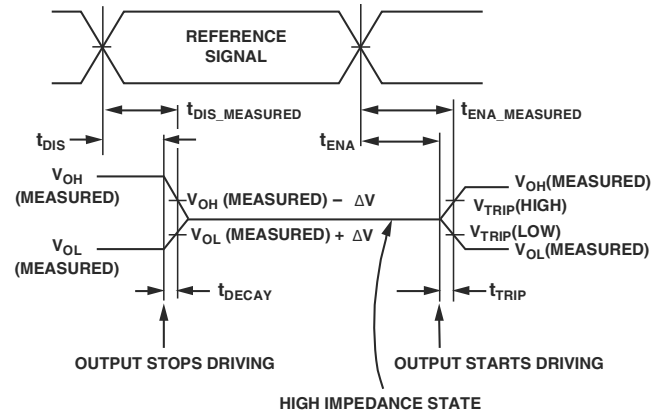 REFERENCE
SIGNAL
tDIS_MEASURED
tENA_MEASURED
tDIS
tENA
VOH
(MEASURED)
VOH (MEASURED) – ΔV
VOH(MEASURED)
VTRIP(HIGH)
VOL
(MEASURED)
VOL (MEASURED) + ΔV
VTRIP(LOW)
VOL(MEASURED)
tDECAY
tTRIP
OUTPUT STOPS DRIVING
OUTPUT STARTS DRIVING
HIGH IMPEDANCE STATE